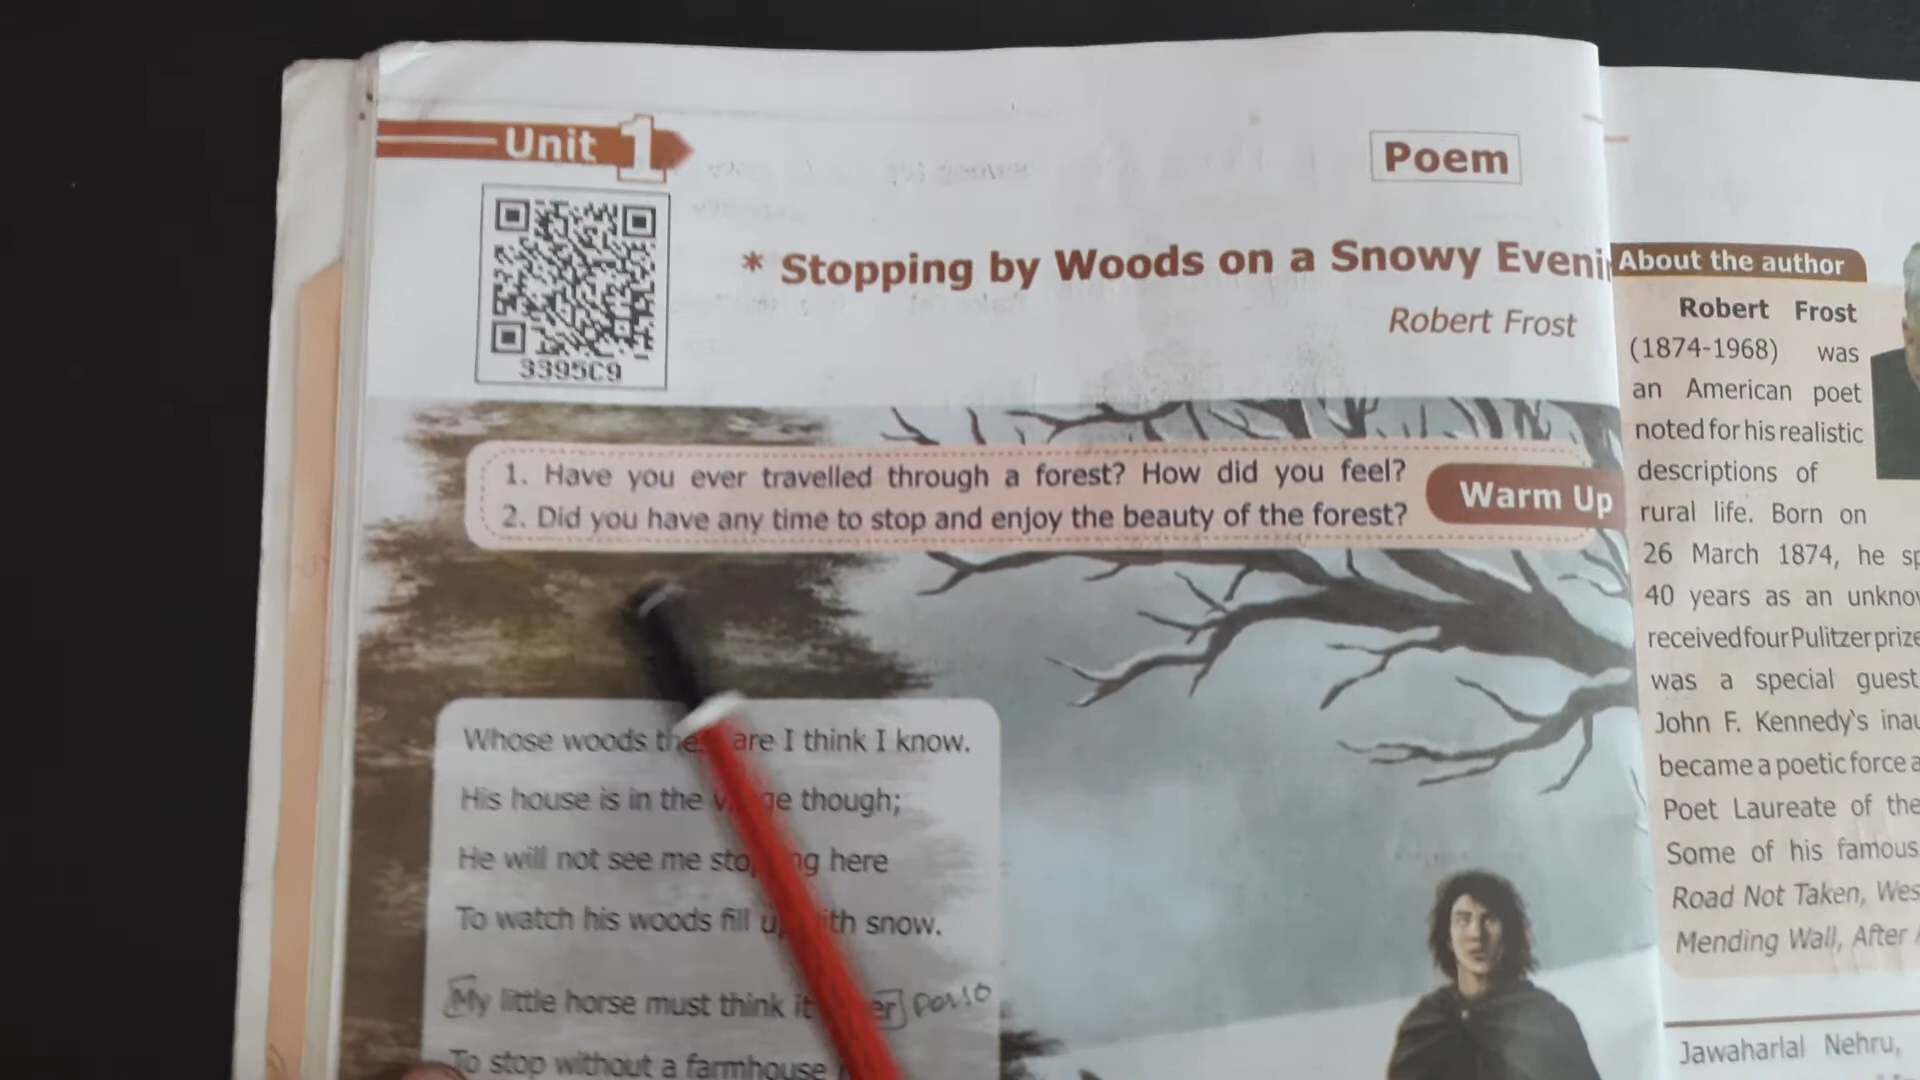 Unit 1
Poem
3395C9
* Stopping by Woods on a Snowy
Robert Frost
1. Have you ever travelled through a forest? How did you feel?
2. Did you have any time to stop and enjoy the beauty of the forest?
Warm Up
Whose woods are I think I know.
His house is in the though;
He will not see me here
To watch his woods fill snow.
My little horse must think it
To stop without a farmhouse
About the author
Robert Frost
(1874-1968) was
an American poet
noted for his realistic
descriptions of
rural life. Born on
26 March 1874, he
40 years as an
received four Pulitzer
was a special guest
John F. Kennedy's
became a poetic force
Poet Laureate of the
Some of his famous
Road Not Taken,
Mending Wall, After
Jawaharlal Nehru,